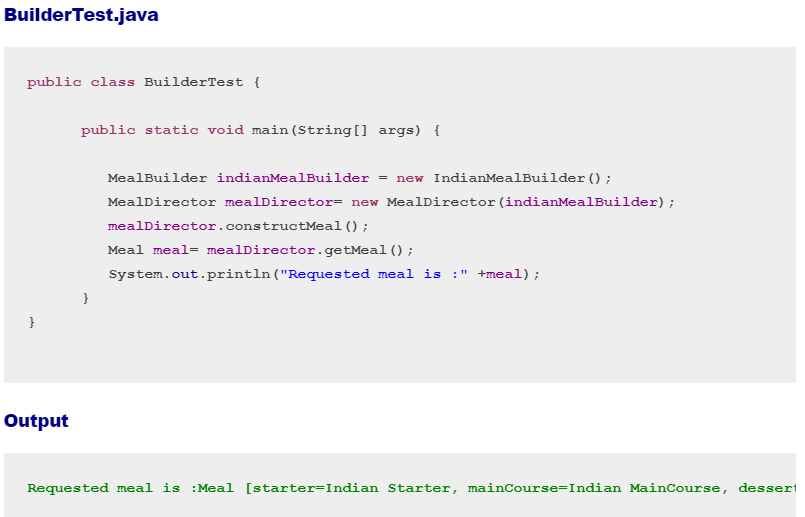 BuilderTest.java
public class BuilderTest {
public static void main(String[] args) {
MealBuilder indianMealBuilder = new IndianMealBuilder();
MealDirector mealDirector= new MealDirector(indianMealBuilder);
mealDirector.constructMeal();
Meal meal= mealDirector.getMeal();
System.out.println("Requested meal is :" +meal);
}
}
Output
Requested meal is :Meal [starter=Indian Starter, mainCourse=Indian MainCourse, dessert